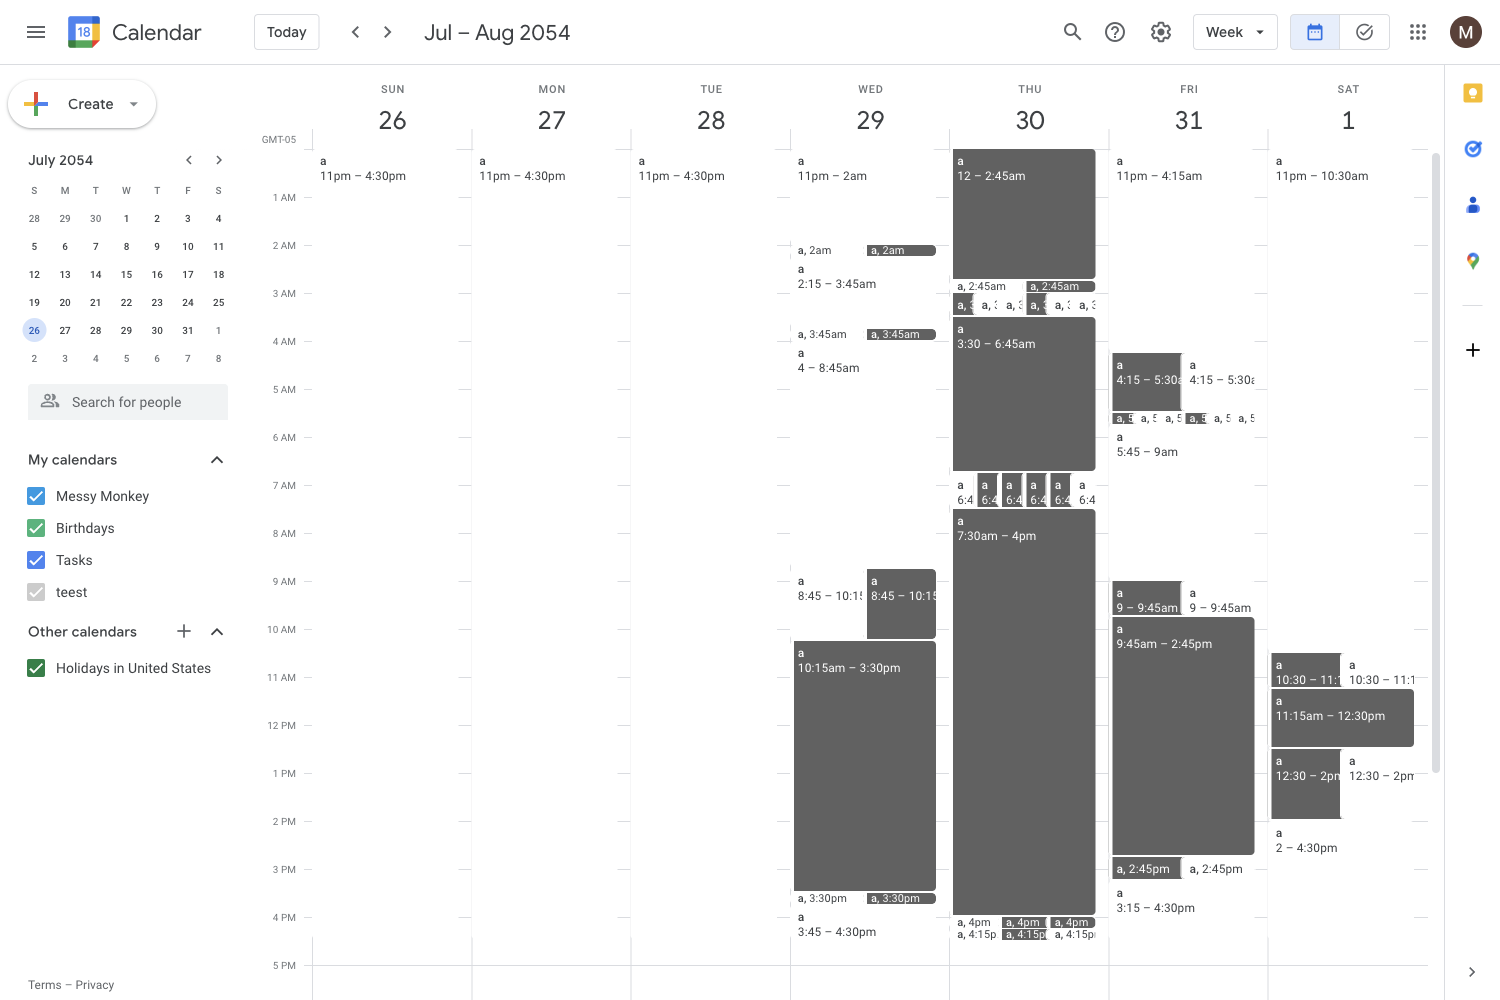 18 Calendar
Today
Jul – Aug 2054
Week
M
Create
July 2054
S M T W T F S
28 29 30 1 2 3 4
5 6 7 8 9 10 11
12 13 14 15 16 17 18
19 20 21 22 23 24 25
26 27 28 29 30 31 1
2 3 4 5 6 7 8
Search for people
My calendars
Messy Monkey
Birthdays
Tasks
teest
Other calendars
Holidays in United States
Terms – Privacy
GMT-05
1 AM
2 AM
3 AM
4 AM
5 AM
6 AM
7 AM
8 AM
9 AM
10 AM
11 AM
12 PM
1 PM
2 PM
3 PM
4 PM
5 PM
SUN
26
a
11pm – 4:30pm
MON
27
a
11pm – 4:30pm
TUE
28
a
11pm – 4:30pm
WED
29
a
11pm – 2am
a, 2am
a, 2am
a
2:15 – 3:45am
a, 3:45am
a, 3:45am
a
4 – 8:45am
a
8:45 – 10:15
a
8:45 – 10:15
a
10:15am – 3:30pm
a, 3:30pm
a, 3:30pm
a
3:45 – 4:30pm
THU
30
a
12 – 2:45am
a, 2:45am
a, 2:45am
a, 3
a, 3
a, 3
a, 3
a, 3
a, 3
a
3:30 – 6:45am
a
6:4
a
6:4
a
6:4
a
6:4
a
6:4
a
6:4
a
7:30am – 4pm
a, 4pm
a, 4pm
a, 4pm
a, 4:15p
a, 4:15p
a, 4:15p
FRI
31
a
11pm – 4:15am
a
4:15 – 5:30a
a
4:15 – 5:30a
a, 5
a, 5
a, 5
a, 5
a, 5
a, 5
a
5:45 – 9am
a
9 – 9:45am
a
9 – 9:45am
a
9:45am – 2:45pm
a, 2:45pm
a, 2:45pm
a
3:15 – 4:30pm
SAT
1
a
11pm – 10:30am
a
10:30 – 11:1
a
10:30 – 11:1
a
11:15am – 12:30pm
a
12:30 – 2pm
a
12:30 – 2pm
a
2 – 4:30pm